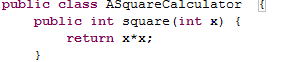 public class ASquareCalculator {
public int square(int x) {
return x*x;
}